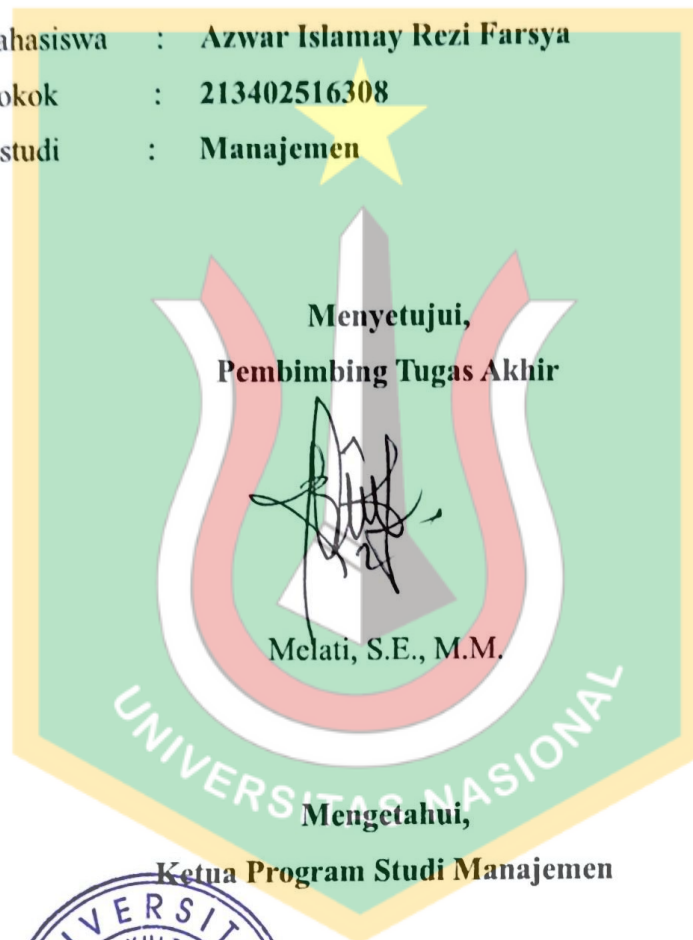 ahasiswa : Azwar Islamay Rezi Farsya
okok : 213402516308
studi : Manajemen
Menyetujui,
Pembimbing Tugas Akhir
Melati, S.E., M.M.
UNIVERSITAS NASIONAL
Mengetahui,
Ketua Program Studi Manajemen
VERSIT